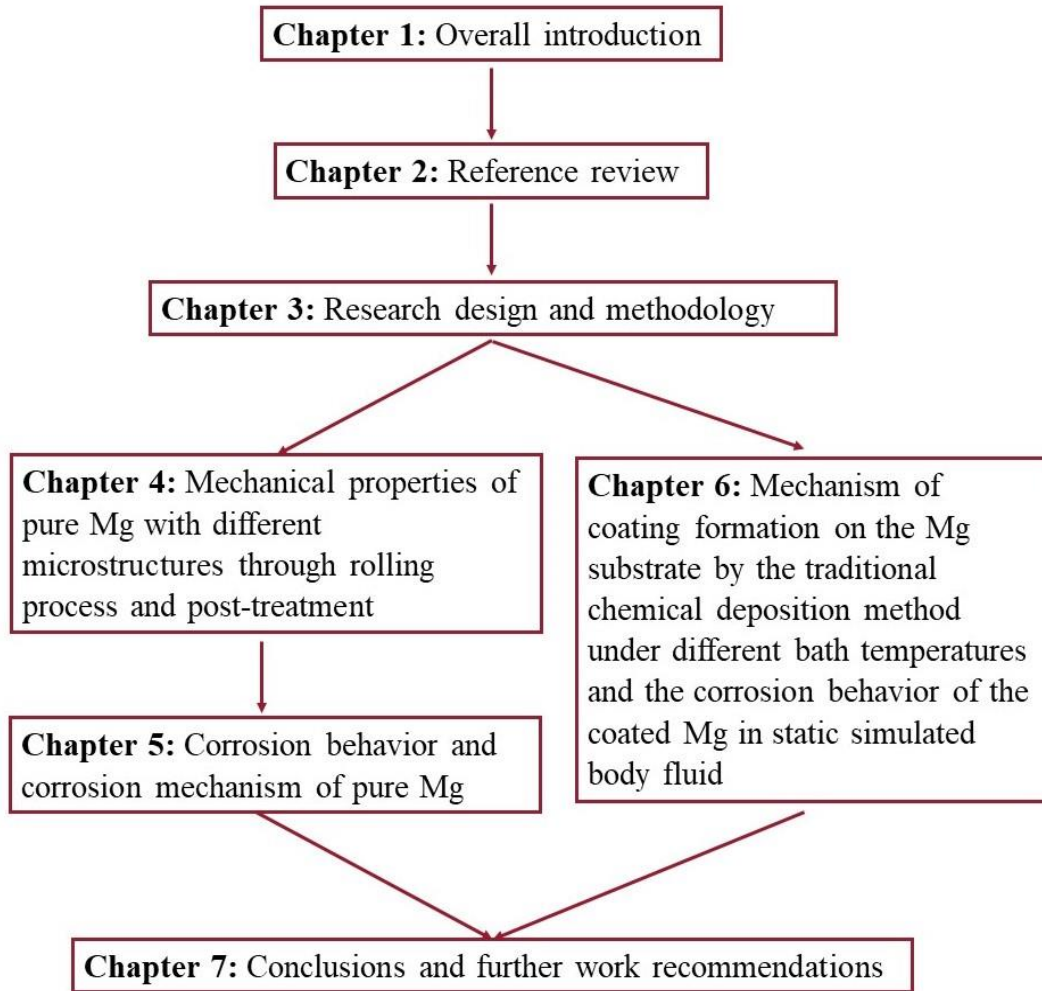 Chapter 1: Overall introduction
Chapter 2: Reference review
Chapter 3: Research design and methodology
Chapter 4: Mechanical properties of
pure Mg with different
microstructures through rolling
process and post-treatment
Chapter 5: Corrosion behavior and
corrosion mechanism of pure Mg
Chapter 6: Mechanism of
coating formation on the Mg
substrate by the traditional
chemical deposition method
under different bath temperatures
and the corrosion behavior of the
coated Mg in static simulated
body fluid
Chapter 7: Conclusions and further work recommendations